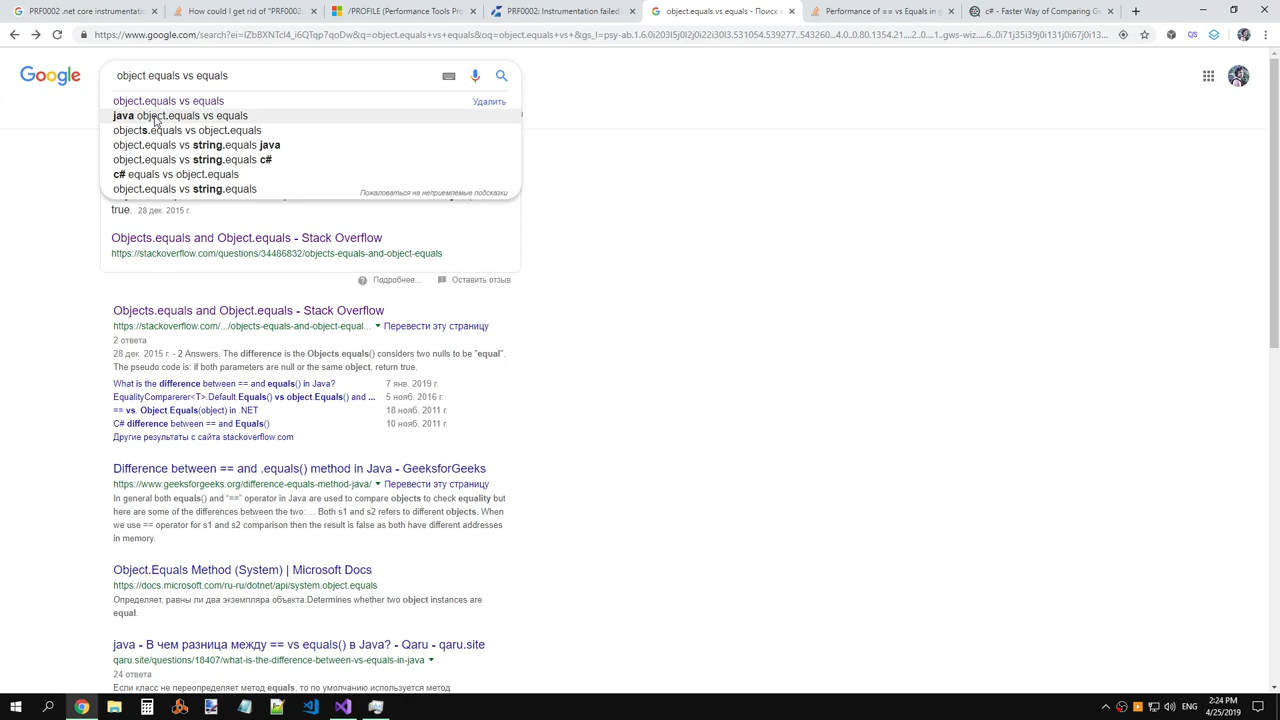 PRF0002 .net core - Поиск
How could I get rid of "PRF0002
/PROFILE (Performance Tools Pro
PRF0002: Instrumentation failed
object.equals vs equals - Поиск
Performance of == vs Equals in
c# - Faster Way of Comparing Ge
https://www.google.com/search?
object.equals vs equals
object.equals vs equals
Удалить
java object.equals vs equals
objects.equals vs object.equals
object.equals vs string.equals java
object.equals vs string.equals c#
c# equals vs object.equals
object.equals vs string.equals
Пожаловаться на неприемлемые подсказки
true. 28 дек. 2015 г.
Objects.equals and Object.equals - Stack Overflow
https://stackoverflow.com/questions/34486832/objects-equals-and-object-equals
Подробнее...
Оставить отзыв
Objects.equals and Object.equals - Stack Overflow
https://stackoverflow.com/.../objects-equals-and-object-equal... Перевести эту страницу
2 ответа
28 дек. 2015 г. - 2 Answers. The difference is the Objects.equals() considers two nulls to be "equal".
The pseudo code is: if both parameters are null or the same object, return true.
What is the difference between == and equals() in Java? 7 янв. 2019 г.
EqualityComparerer<T>.Default.Equals() vs object.Equals() and ... 5 нояб. 2016 г.
== vs. Object.Equals(object) in .NET 18 нояб. 2011 г.
C# difference between == and Equals() 10 нояб. 2011 г.
Другие результаты с сайта stackoverflow.com
Difference between == and .equals() method in Java - GeeksforGeeks
https://www.geeksforgeeks.org/difference-equals-method-java/ Перевести эту страницу
In general both equals() and “==” operator in Java are used to compare objects to check equality but
here are some of the differences between the two: ... Both s1 and s2 refers to different objects. When
we use == operator for s1 and s2 comparison then the result is false as both have different addresses
in memory.
Object.Equals Method (System) | Microsoft Docs
https://docs.microsoft.com/ru-ru/dotnet/api/system.object.equals
Определяет, равны ли два экземпляра объекта.Determines whether two object instances are
equal.
java - В чем разница между == vs equals() в Java? - Qaru - qaru.site
qaru.site/questions/18407/what-is-the-difference-between-vs-equals-in-java
24 ответа
Если класс не переопределяет метод equals, то по умолчанию используется метод
ENG
2:24 PM
4/25/2019